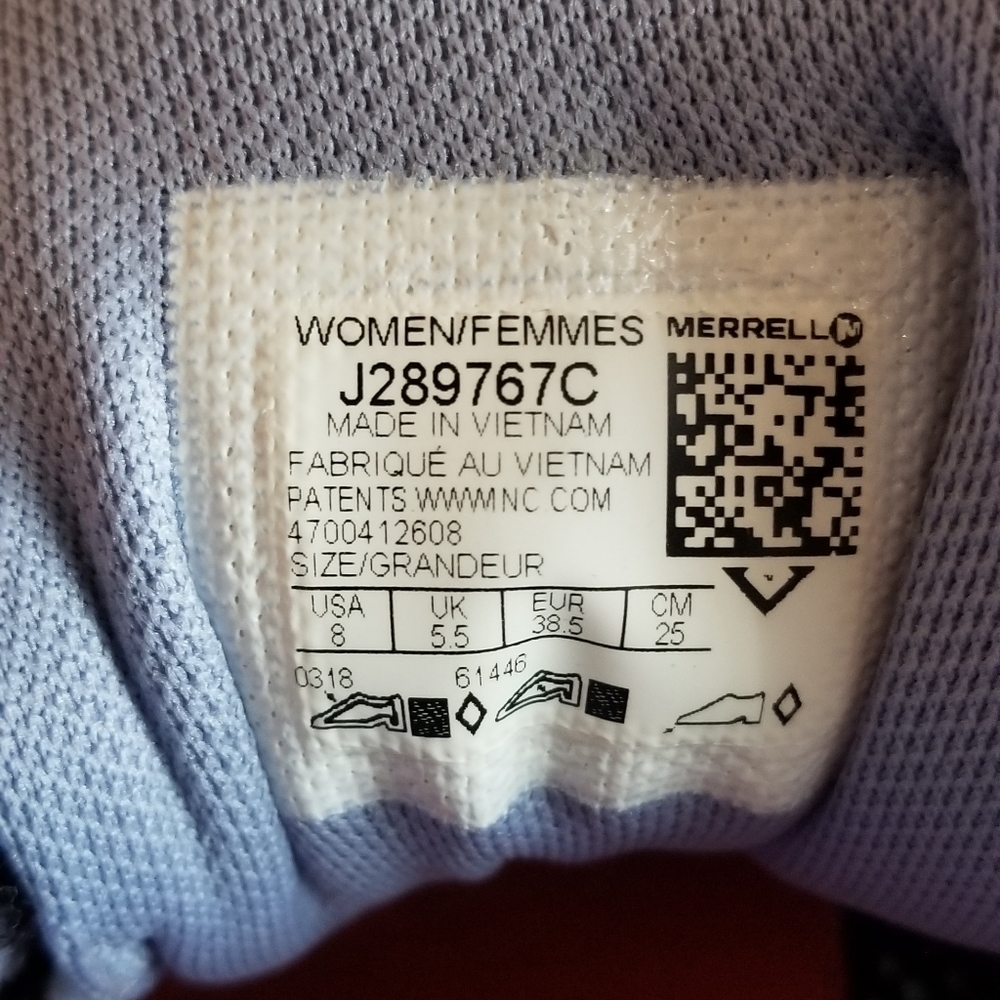 WOMEN/FEMMES
MERRELL
J289767C
MADE IN VIETNAM
FABRIQUÉ AU VIETNAM
PATENTS WWWMNC COM
4700412608
SIZE/GRANDEUR
USA UK EUR CM
8 5.5 38.5 25
0318 61446